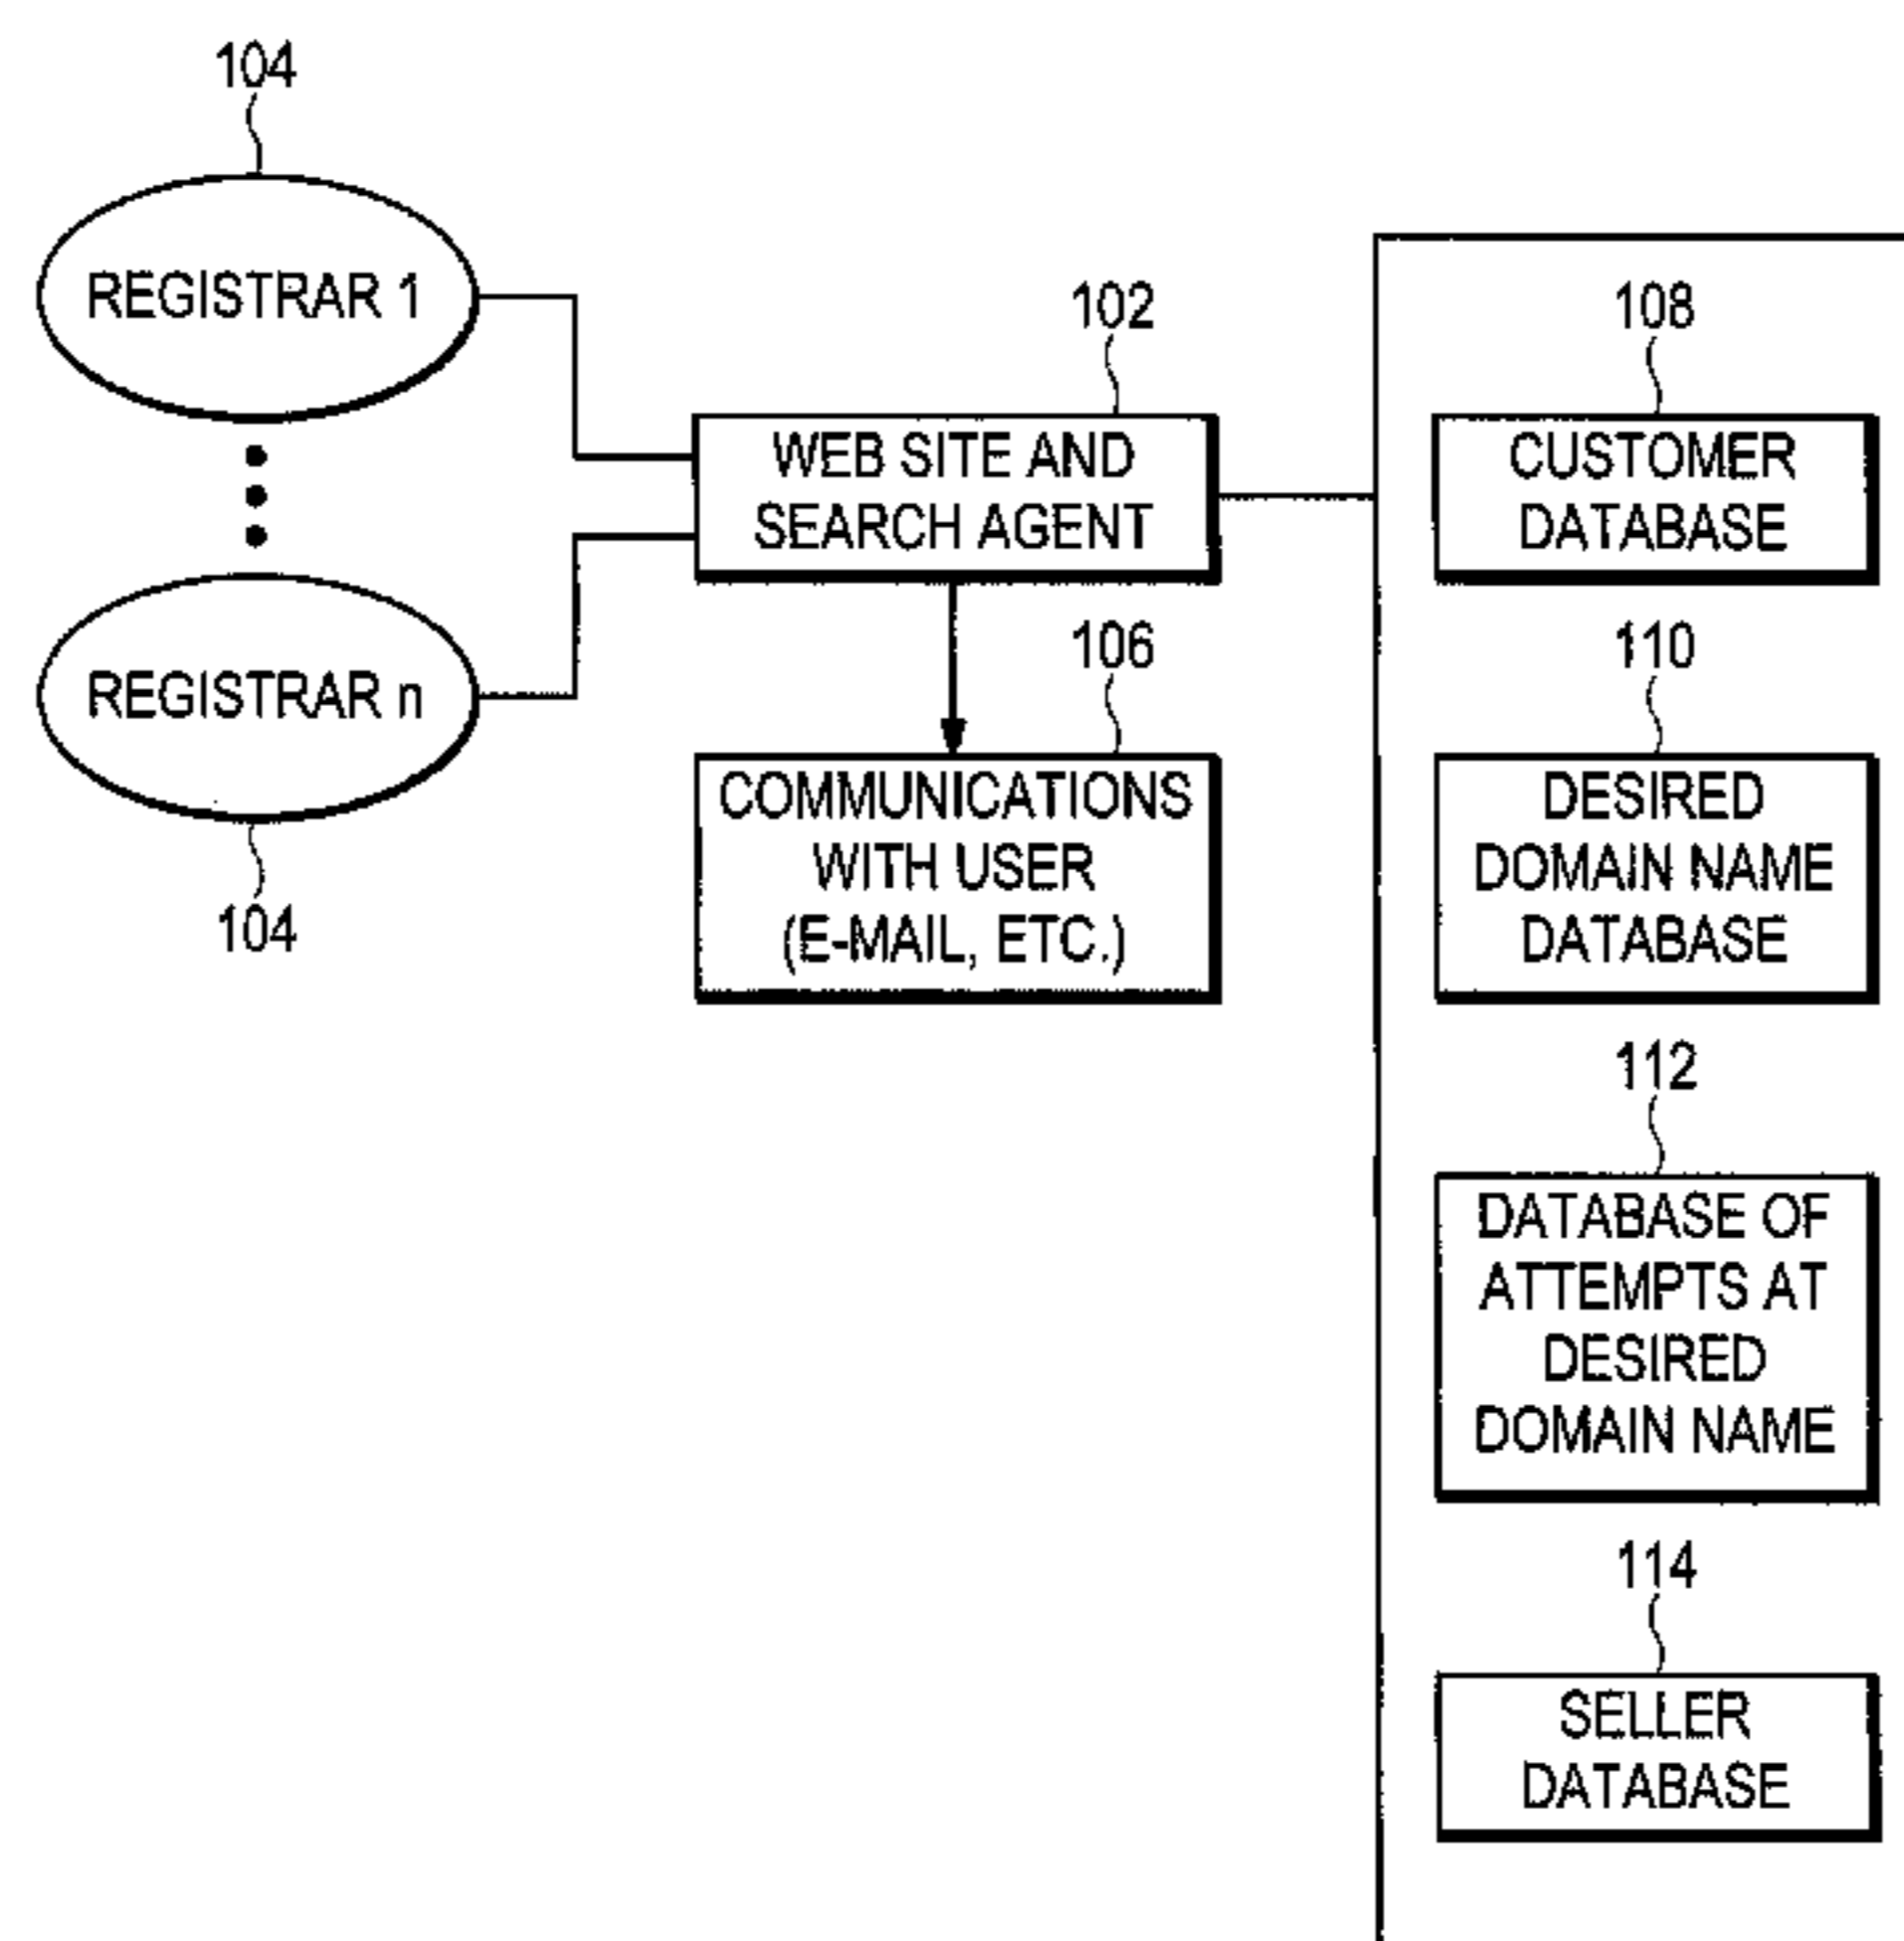 104
REGISTRAR 1
REGISTRAR n
104
102
WEB SITE AND
SEARCH AGENT
106
COMMUNICATIONS
WITH USER
(E-MAIL, ETC.)
108
CUSTOMER
DATABASE
110
DESIRED
DOMAIN NAME
DATABASE
112
DATABASE OF
ATTEMPTS AT
DESIRED
DOMAIN NAME
114
SELLER
DATABASE